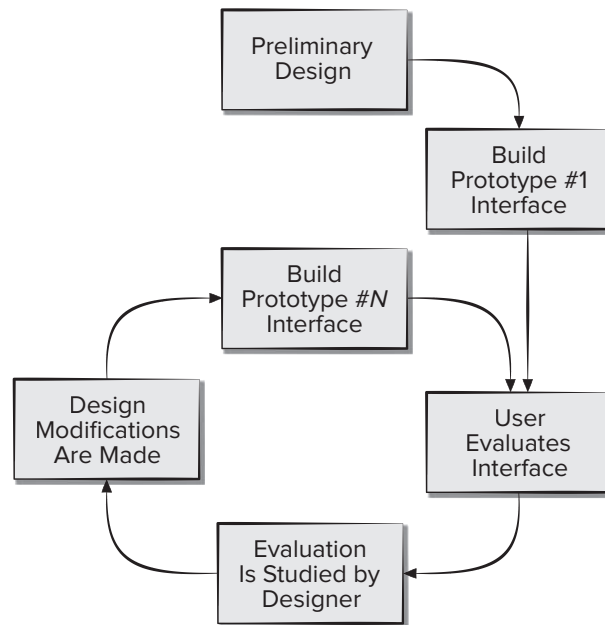 Preliminary
Design
Build
Prototype #1
Interface
Build
Prototype #N
Interface
Design
Modifications
Are Made
User
Evaluates
Interface
Evaluation
Is Studied by
Designer